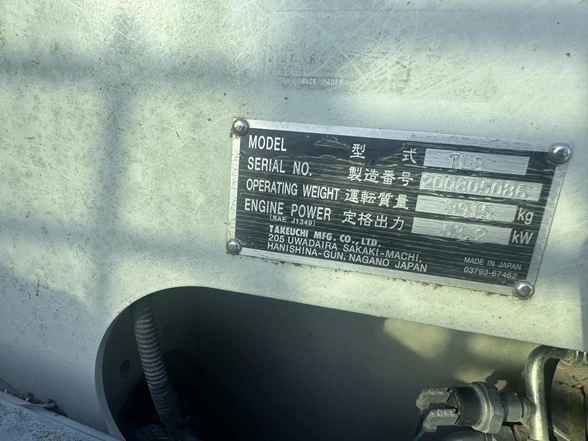 TRACK LOADER
MODEL 型式 TL8
SERIAL NO. 製造番号 200805086
OPERATING WEIGHT 運転質量 kg
ENGINE POWER 定格出力 kW
(SAE J1349)
TAKEUCHI MFG. CO., LTD.
205 UWADAIRA SAKAKI-MACHI,
HANISHINA-GUN, NAGANO JAPAN
MADE IN JAPAN
03793-67452